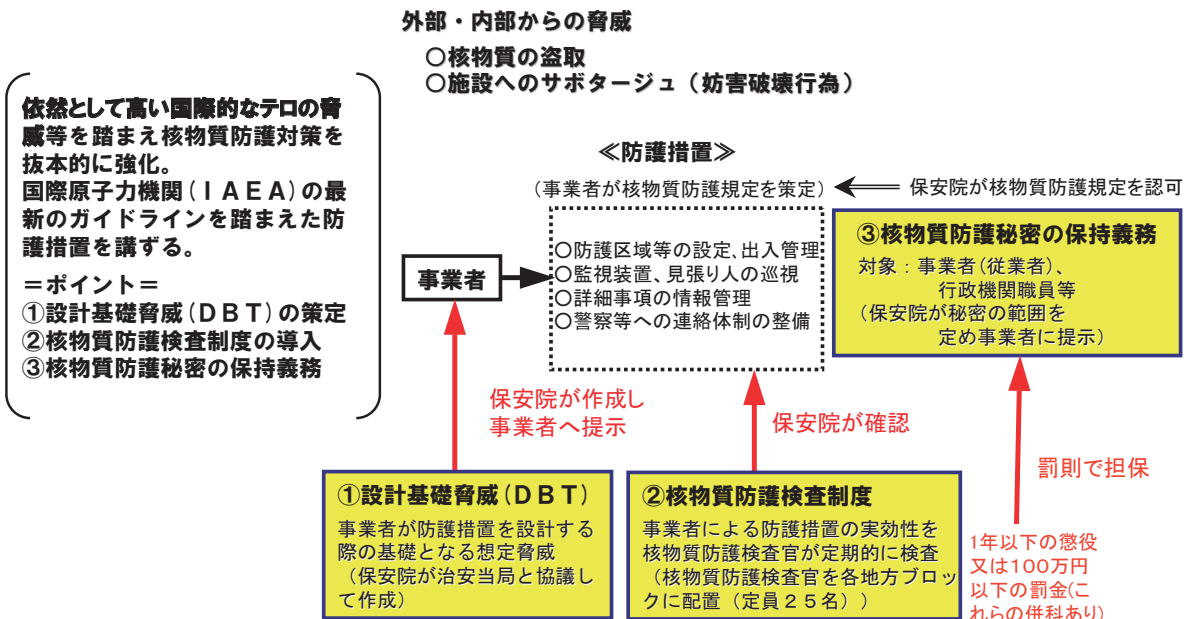 外部・内部からの脅威
○核物質の盗取
○施設へのサボタージュ（妨害破壊行為）
依然として高い国際的なテロの脅
威等を踏まえ核物質防護対策を
抜本的に強化。
国際原子力機関（ＩＡＥＡ）の最
新のガイドラインを踏まえた防
護措置を講ずる。
＝ポイント＝
①設計基礎脅威（ＤＢＴ）の策定
②核物質防護検査制度の導入
③核物質防護秘密の保持義務
≪防護措置≫
（事業者が核物質防護規定を策定）
保安院が核物質防護規定を認可
事業者
○防護区域等の設定、出入管理
○監視装置、見張り人の巡視
○詳細事項の情報管理
○警察等への連絡体制の整備
③核物質防護秘密の保持義務
対象：事業者（従業者）、
行政機関職員等
（保安院が秘密の範囲を
定め事業者に提示）
保安院が作成し
事業者へ提示
保安院が確認
罰則で担保
①設計基礎脅威（ＤＢＴ）
事業者が防護措置を設計する
際の基礎となる想定脅威
（保安院が治安当局と協議し
て作成）
②核物質防護検査制度
事業者による防護措置の実効性を
核物質防護検査官が定期的に検査
（核物質防護検査官を各地方ブロッ
クに配置（定員２５名））
1年以下の懲役
又は100万円
以下の罰金(こ
れらの併科あり)